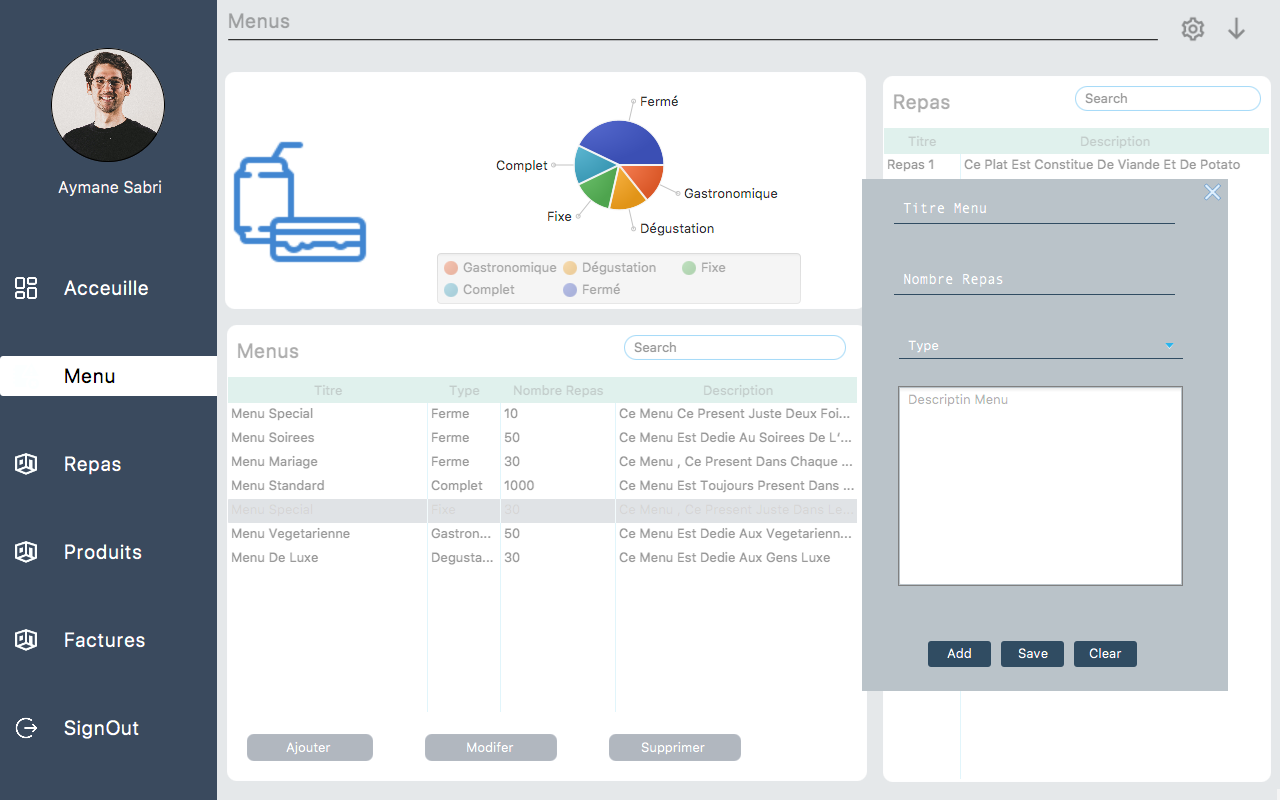 Menus
Aymane Sabri
Acceuille
Menu
Repas
Produits
Factures
SignOut
Fermé
Complet
Gastronomique
Fixe
Dégustation
Gastronomique Dégustation Fixe
Complet Fermé
Menus
Search
Titre Type Nombre Repas Description
Menu Special Ferme 10 Ce Menu Ce Present Juste Deux Foi...
Menu Soirees Ferme 50 Ce Menu Est Dedie Au Soirees De L'...
Menu Mariage Ferme 30 Ce Menu , Ce Present Dans Chaque ...
Menu Standard Complet 1000 Ce Menu Est Toujours Present Dans ...
Menu Special Fixe 30 Ce Menu , Ce Present Juste Dans Le...
Menu Vegetarienne Gastron... 50 Ce Menu Est Dedie Aux Vegetarienn...
Menu De Luxe Degusta... 30 Ce Menu Est Dedie Aux Gens Luxe
Ajouter Modifer Supprimer
Repas
Search
Titre Description
Repas 1 Ce Plat Est Constitue De Viande Et De Potato
Titre Menu
Nombre Repas
Type
Descriptin Menu
Add Save Clear